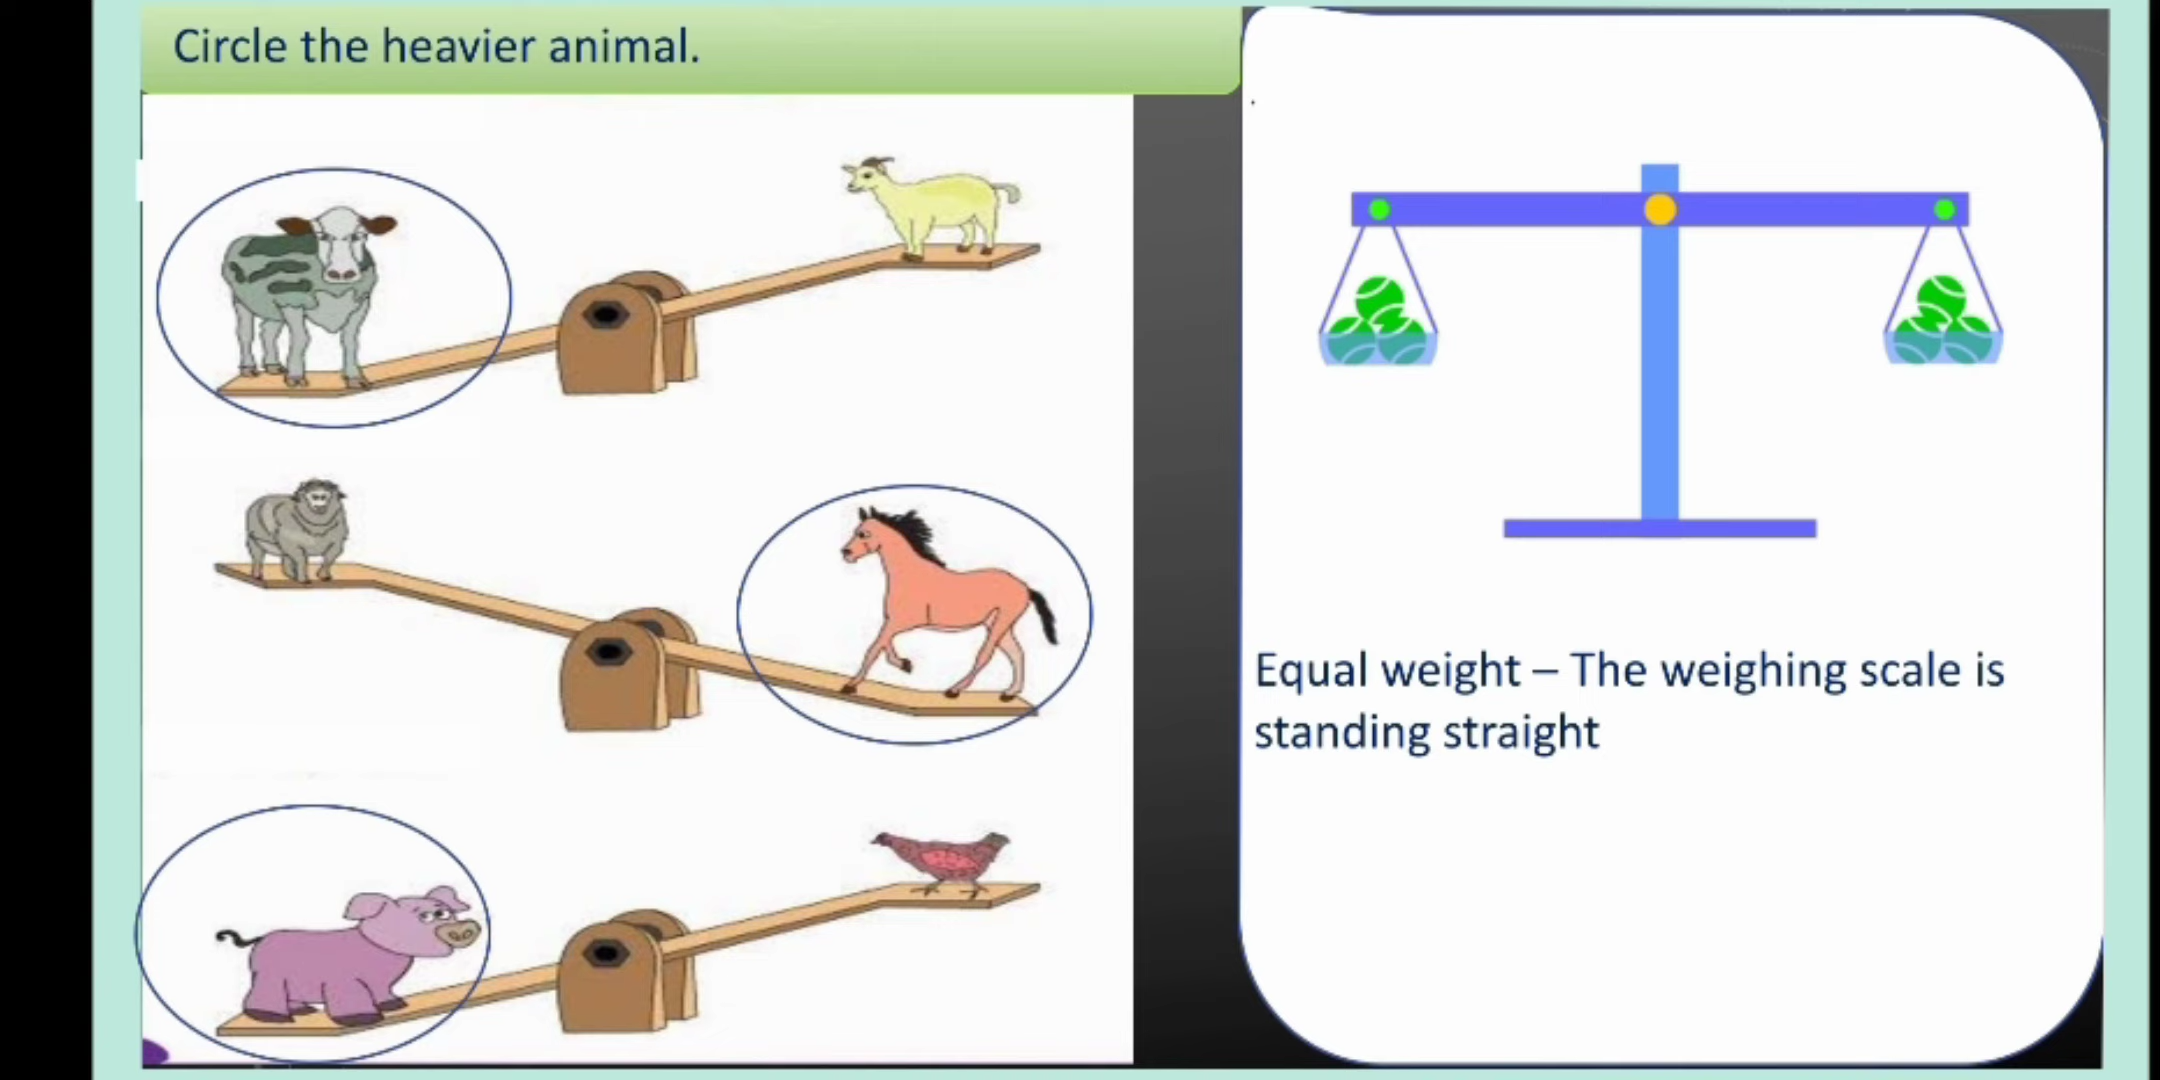 Circle the heavier animal.
Equal weight – The weighing scale is
standing straight